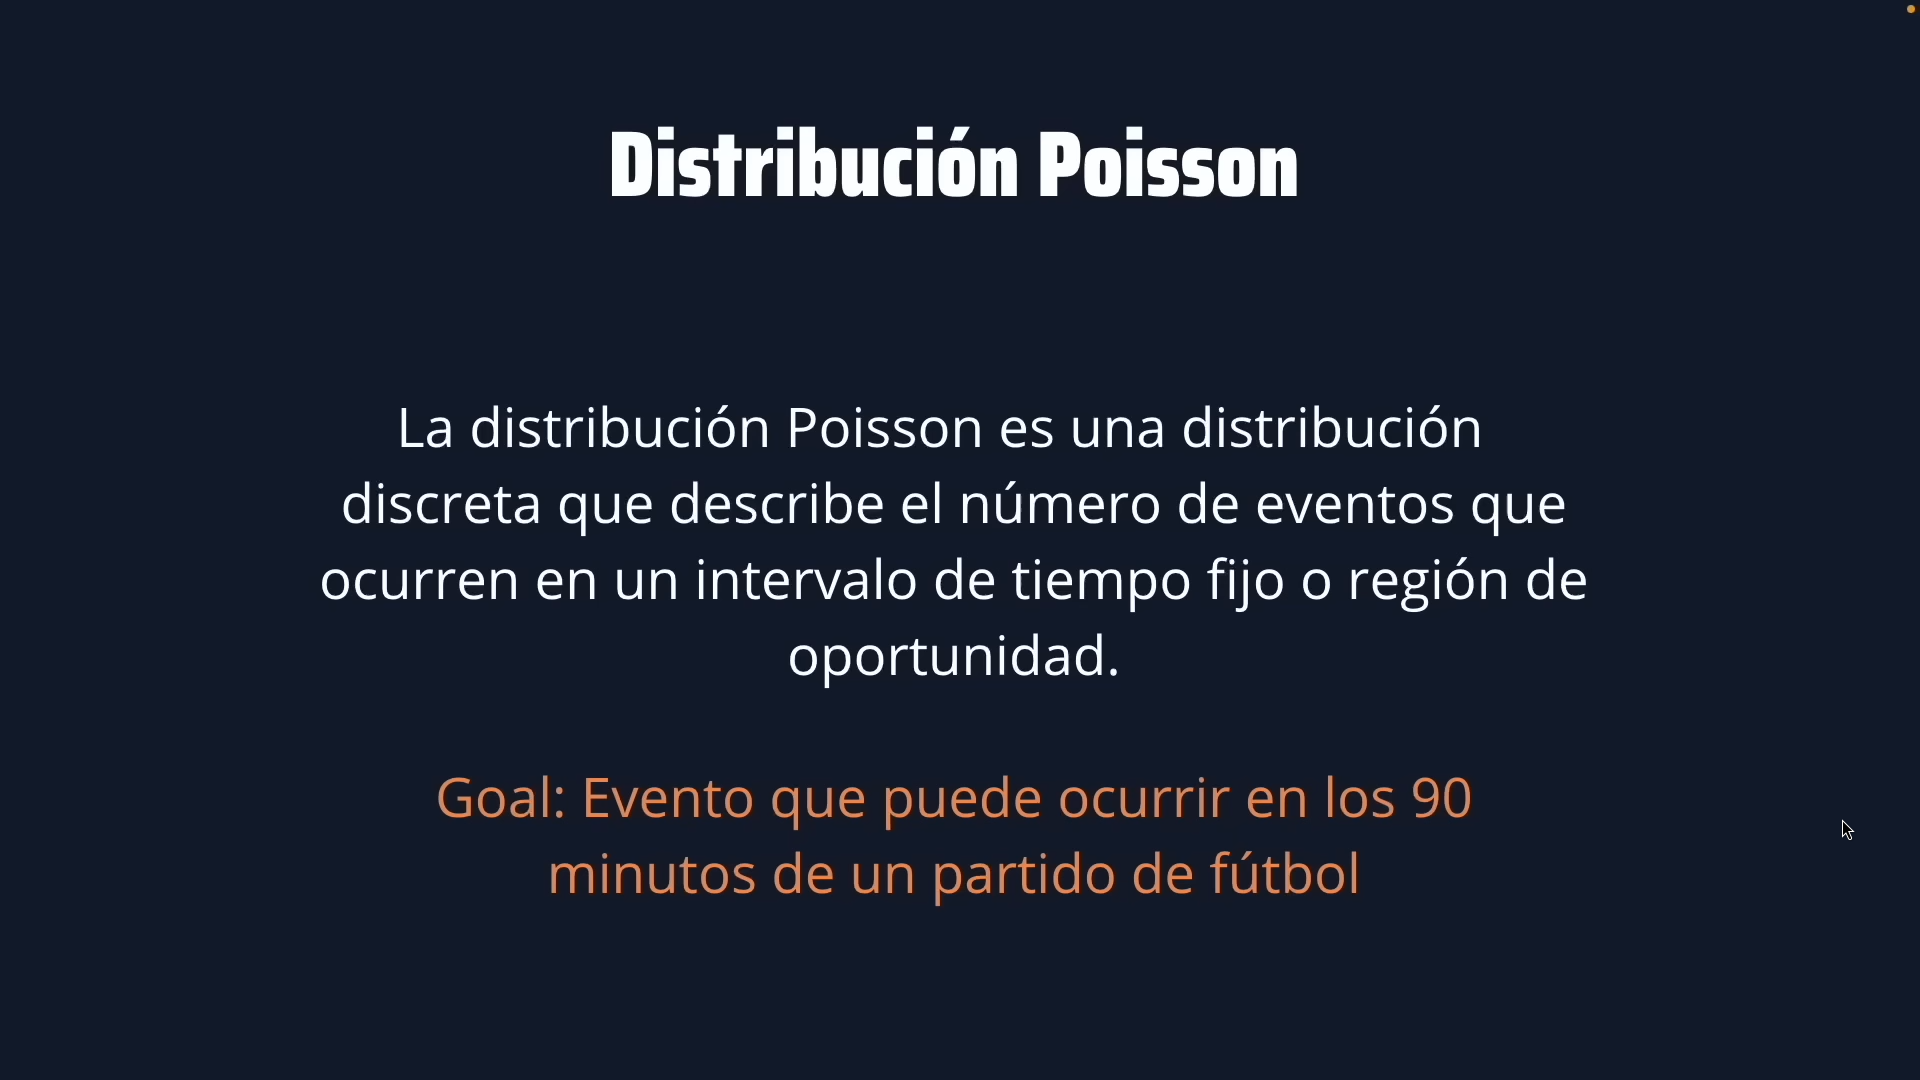 Distribución Poisson
La distribución Poisson es una distribución
discreta que describe el número de eventos que
ocurren en un intervalo de tiempo fijo o región de
oportunidad.
Goal: Evento que puede ocurrir en los 90
minutos de un partido de fútbol